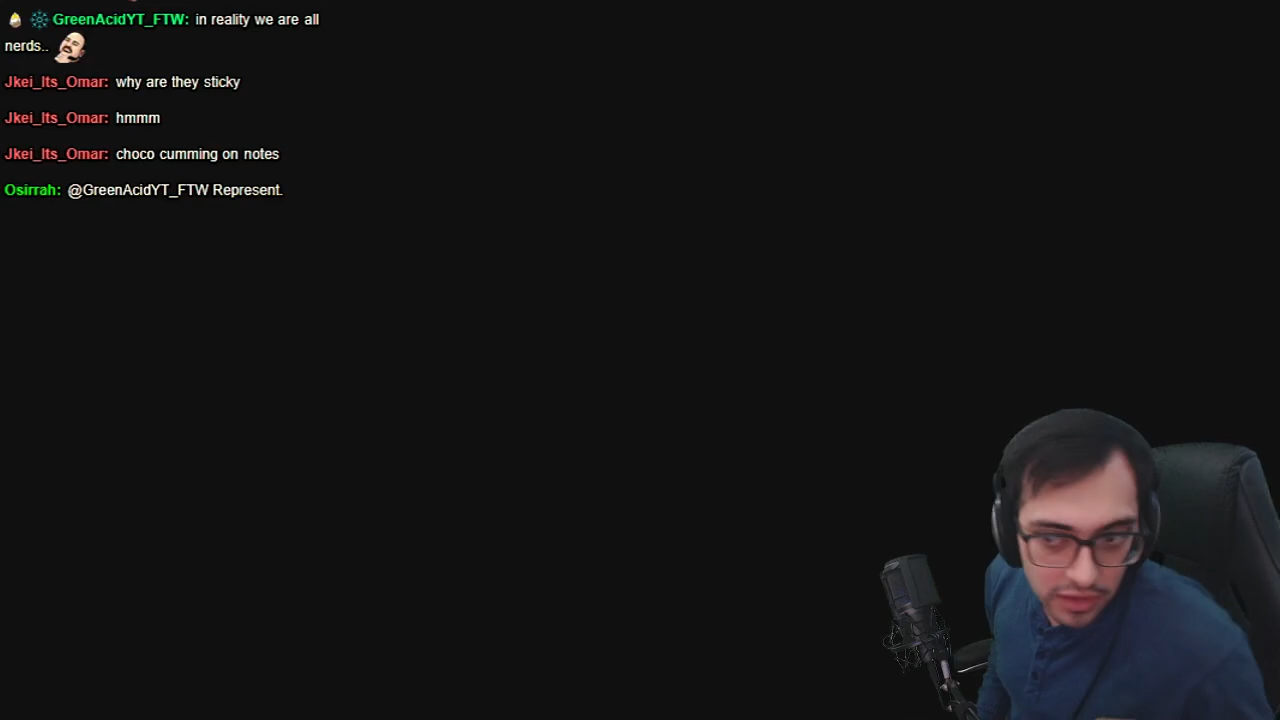 GreenAcidYT_FTW: in reality we are all
nerds..
Jkei_Its_Omar: why are they sticky
Jkei_Its_Omar: hmmm
Jkei_Its_Omar: choco cumming on notes
Osirrah: @GreenAcidYT_FTW Represent.